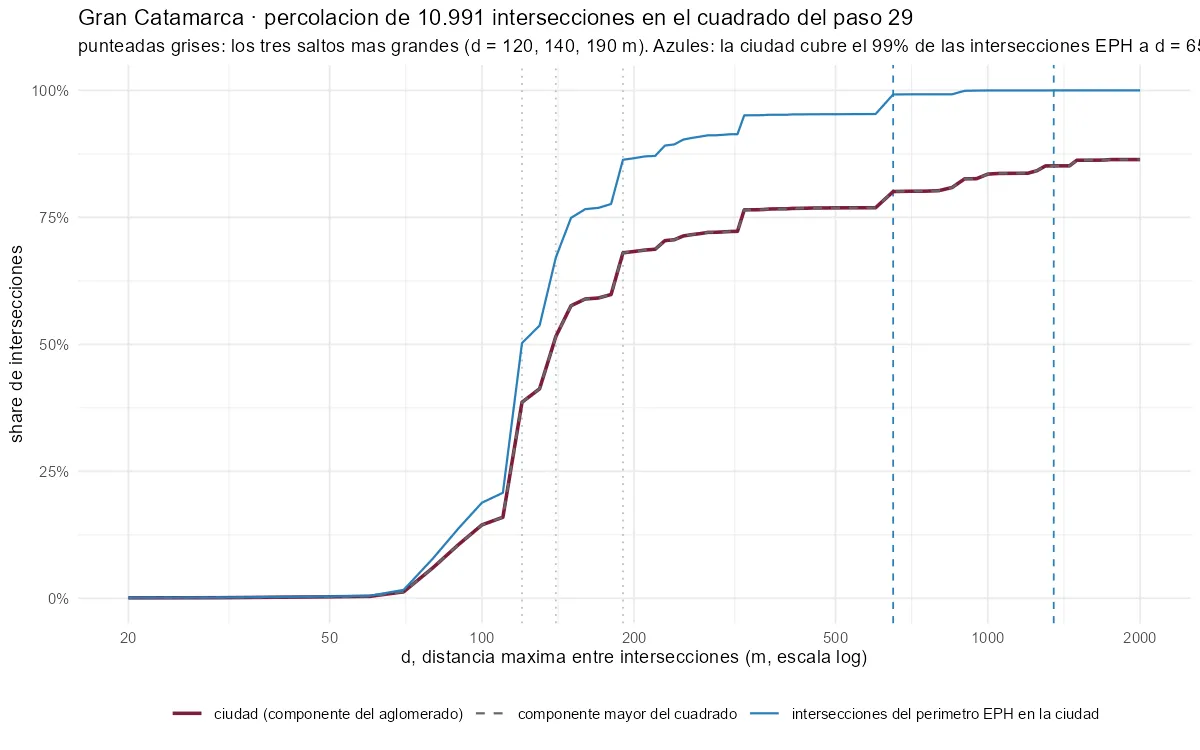 Gran Catamarca · percolacion de 10.991 intersecciones en el cuadrado del paso 29
punteadas grises: los tres saltos mas grandes (d = 120, 140, 190 m). Azules: la ciudad cubre el 99% de las intersecciones EPH a d = 65
100%
75%
50%
25%
0%
share de intersecciones
20 50 100 200 500 1000 2000
d, distancia maxima entre intersecciones (m, escala log)
ciudad (componente del aglomerado) componente mayor del cuadrado intersecciones del perimetro EPH en la ciudad